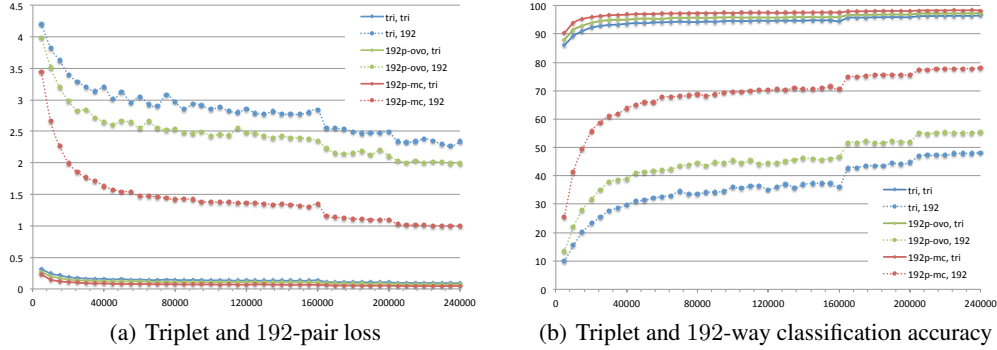 4.5
4
3.5
3
2.5
2
1.5
1
0.5
0
0
40000
80000
120000
160000
200000
240000
tri, tri
tri, 192
192p-ovo, tri
192p-ovo, 192
192p-mc, tri
192p-mc, 192
(a) Triplet and 192-pair loss
100
90
80
70
60
50
40
30
20
10
0
0
40000
80000
120000
160000
200000
240000
tri, tri
tri, 192
192p-ovo, tri
192p-ovo, 192
192p-mc, tri
192p-mc, 192
(b) Triplet and 192-way classification accuracy